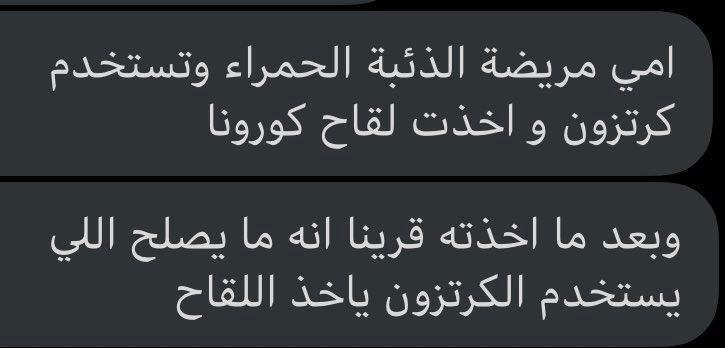 امي مريضة الذئبة الحمراء وتستخدم
كرتزون و اخذت لقاح كورونا
وبعد ما اخذته قرينا انه ما يصلح اللي
يستخدم الكرتزون ياخذ اللقاح